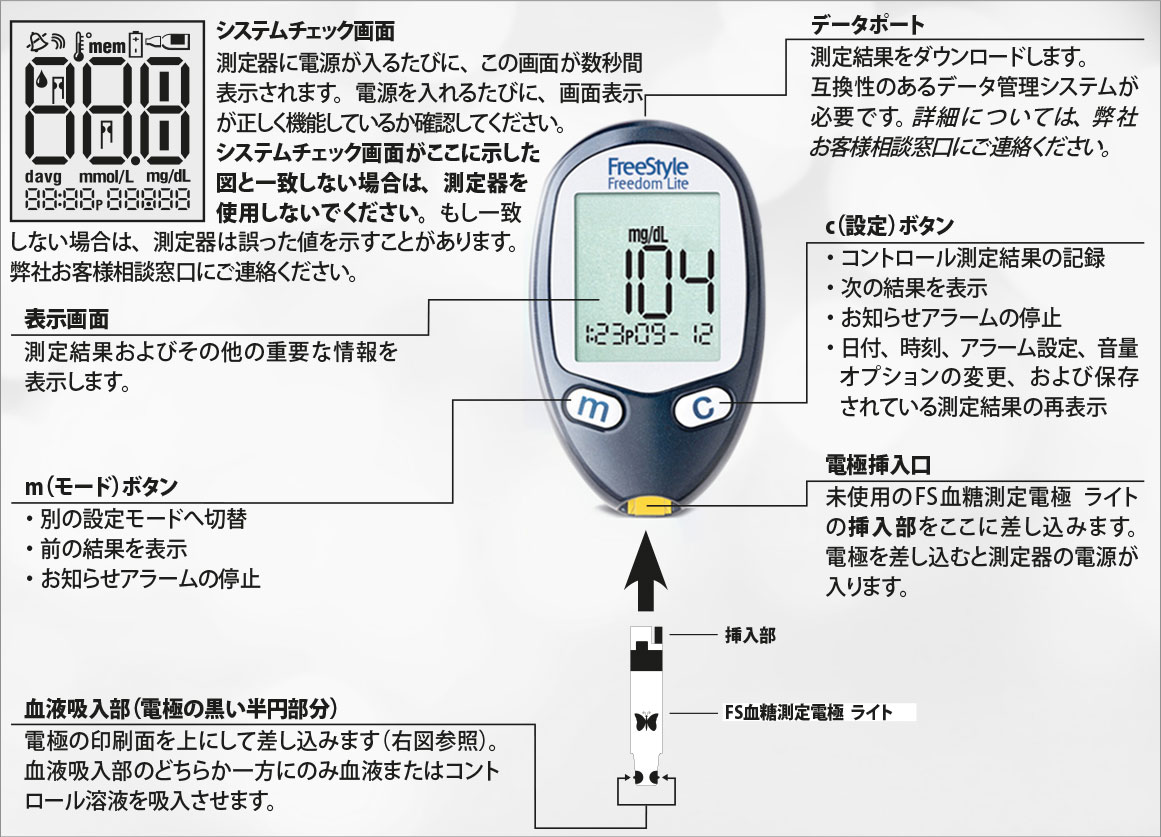 システムチェック画面
測定器に電源が入るたびに、この画面が数秒間
表示されます。電源を入れるたびに、画面表示
が正しく機能しているか確認してください。
システムチェック画面がここに示した
図と一致しない場合は、測定器を
使用しないでください。もし一致
しない場合は、測定器は誤った値を示すことがあります。
弊社お客様相談窓口にご連絡ください。
mem
88.8
davg mmol/L mg/dL
88:88P 88888
表示画面
測定結果およびその他の重要な情報を
表示します。
m(モード)ボタン
・別の設定モードへ切替
・前の結果を表示
・お知らせアラームの停止
血液吸入部(電極の黒い半円部分)
電極の印刷面を上にして差し込みます(右図参照)。
血液吸入部のどちらか一方にのみ血液またはコント
ロール溶液を吸入させます。
FreeStyle
Freedom Lite
mg/dL
104
1:23P09- 12
m
c
データポート
測定結果をダウンロードします。
互換性のあるデータ管理システムが
必要です。詳細については、弊社
お客様相談窓口にご連絡ください。
c(設定)ボタン
・コントロール測定結果の記録
・次の結果を表示
・お知らせアラームの停止
・日付、時刻、アラーム設定、音量
オプションの変更、および保存
されている測定結果の再表示
電極挿入口
未使用のFS血糖測定電極 ライト
の挿入部をここに差し込みます。
電極を差し込むと測定器の電源が
入ります。
挿入部
FS血糖測定電極 ライト